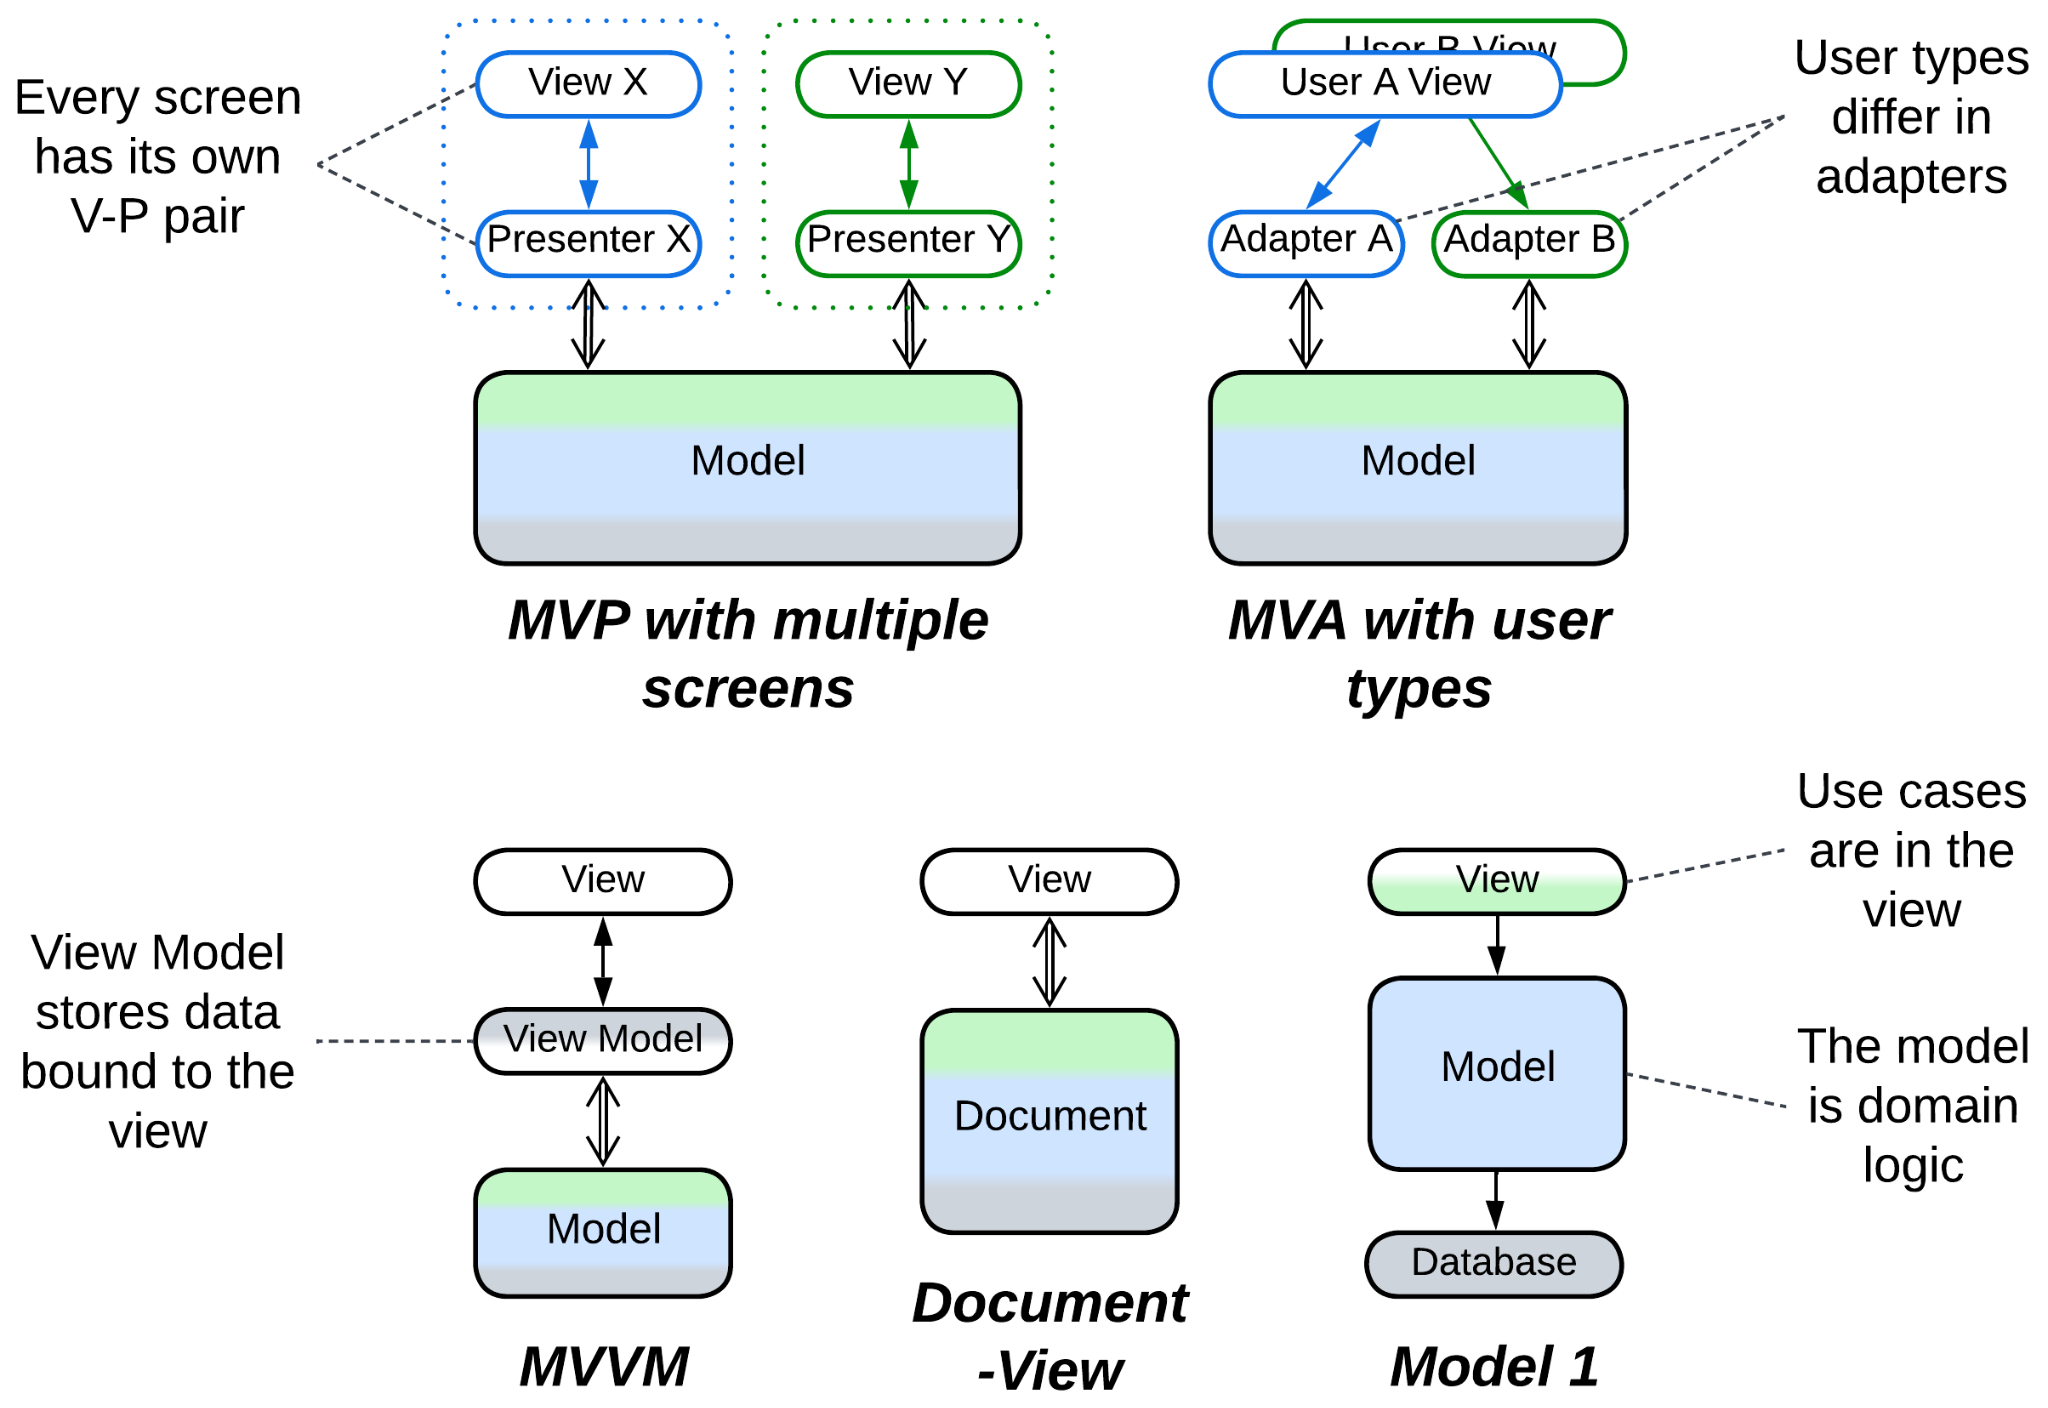 Every screen
has its own
V-P pair
View X
Presenter X
View Y
Presenter Y
Model
MVP with multiple
screens
User B View
User A View
Adapter A
Adapter B
Model
MVA with user
types
User types
differ in
adapters
View Model
stores data
bound to the
view
View
View Model
Model
MVVM
View
Document
Document
-View
View
Model
Database
Model 1
Use cases
are in the
view
The model
is domain
logic